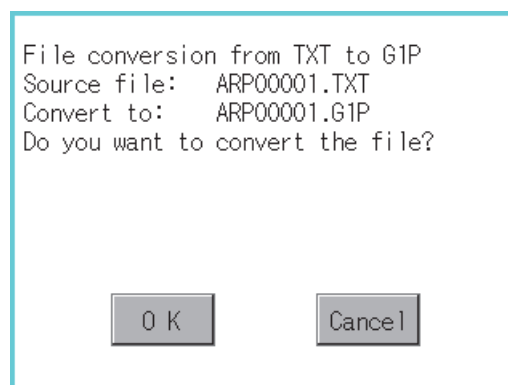 File conversion from TXT to G1P
Source file: ARP00001.TXT
Convert to: ARP00001.G1P
Do you want to convert the file?
OK Cancel